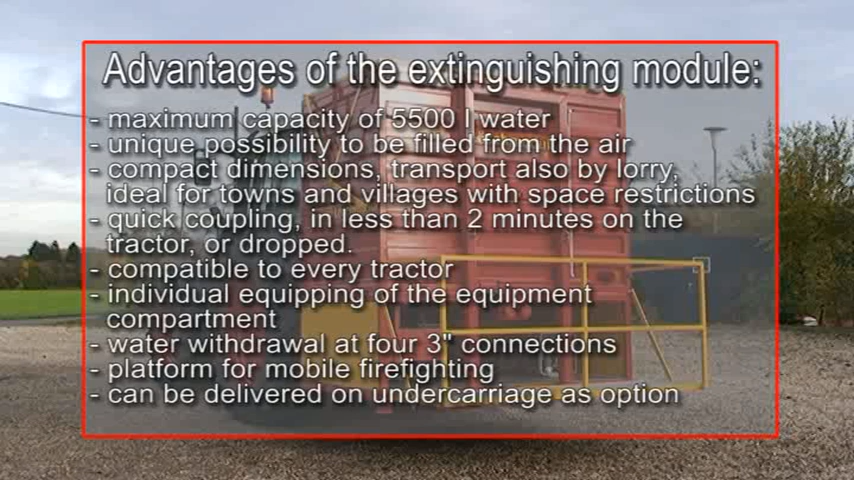 Advantages of the extinguishing module:
- maximum capacity of 5500 l water
- unique possibility to be filled from the air
- compact dimensions, transport also by lorry,
ideal for towns and villages with space restrictions
- quick coupling, in less than 2 minutes on the
tractor, or dropped.
- compatible to every tractor
- individual equipping of the equipment
compartment
- water withdrawal at four 3" connections
- platform for mobile firefighting
- can be delivered on undercarriage as option